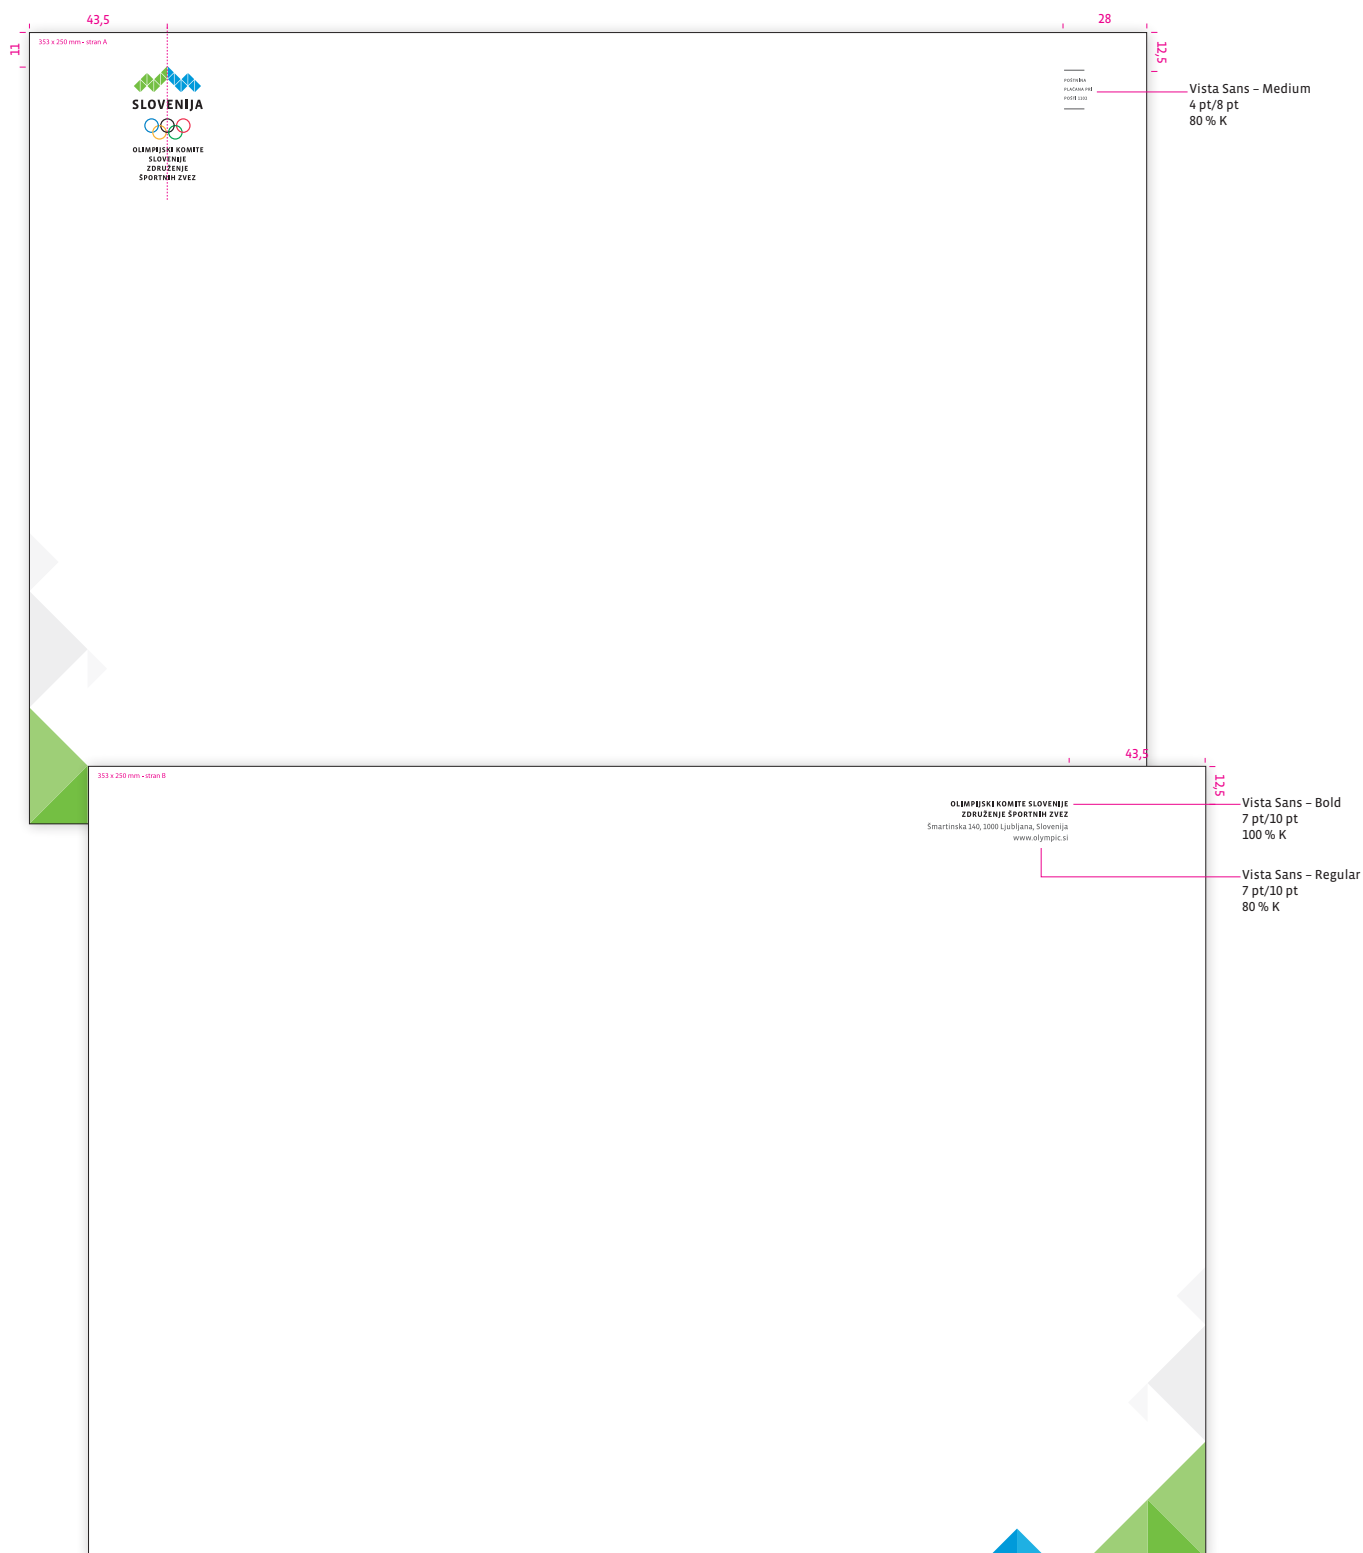 43,5
28
11
12,5
353 x 250 mm - stran A
SLOVENIJA
OLIMPIJSKI KOMITE
SLOVENIJE
ZDRUŽENJE
ŠPORTNIH ZVEZ
POŠTNINA
PLAČANA PRI
POŠTI 1102
Vista Sans – Medium
4 pt/8 pt
80 % K
43,5
12,5
353 x 250 mm - stran B
OLIMPIJSKI KOMITE SLOVENIJE
ZDRUŽENJE ŠPORTNIH ZVEZ
Šmartinska 140, 1000 Ljubljana, Slovenija
www.olympic.si
Vista Sans – Bold
7 pt/10 pt
100 % K
Vista Sans – Regular
7 pt/10 pt
80 % K